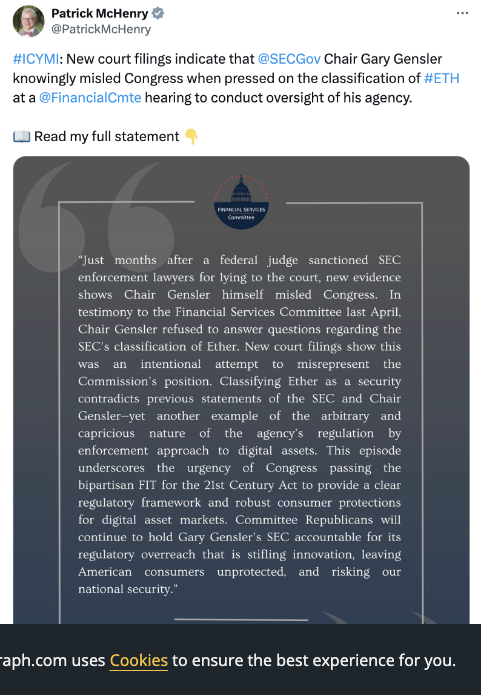 Patrick McHenry
@PatrickMcHenry
#ICYMI: New court filings indicate that @SECGov Chair Gary Gensler
knowingly misled Congress when pressed on the classification of #ETH
at a @FinancialCmte hearing to conduct oversight of his agency.
📖 Read my full statement 👇
FINANCIAL SERVICES
Committee
“Just months after a federal judge sanctioned SEC
enforcement lawyers for lying to the court, new evidence
shows Chair Gensler himself misled Congress. In
testimony to the Financial Services Committee last April,
Chair Gensler refused to answer questions regarding the
SEC's classification of Ether. New court filings show this
was an intentional attempt to misrepresent the
Commission's position. Classifying Ether as a security
contradicts previous statements of the SEC and Chair
Gensler—yet another example of the arbitrary and
capricious nature of the agency's regulation by
enforcement approach to digital assets. This episode
underscores the urgency of Congress passing the
bipartisan FIT for the 21st Century Act to provide a clear
regulatory framework and robust consumer protections
for digital asset markets. Committee Republicans will
continue to hold Gary Gensler's SEC accountable for its
regulatory overreach that is stifling innovation, leaving
American consumers unprotected, and risking our
national security.”
raph.com uses Cookies to ensure the best experience for you.